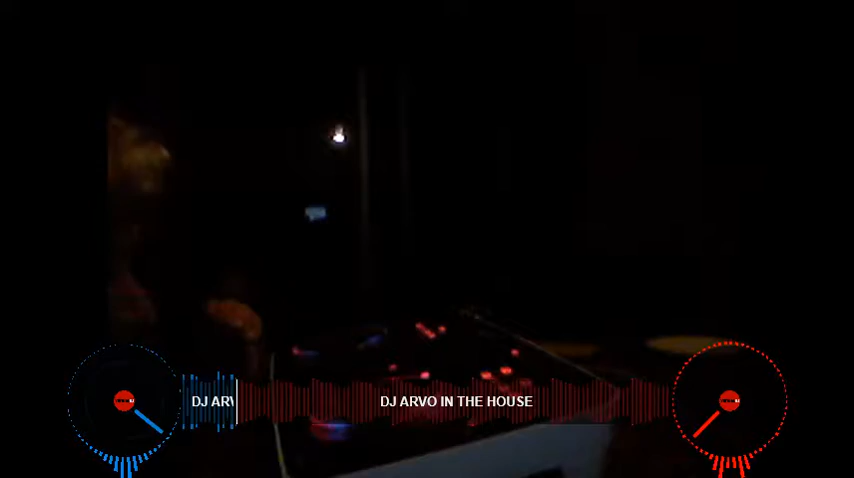 DJ ARV
DJ ARVO IN THE HOUSE